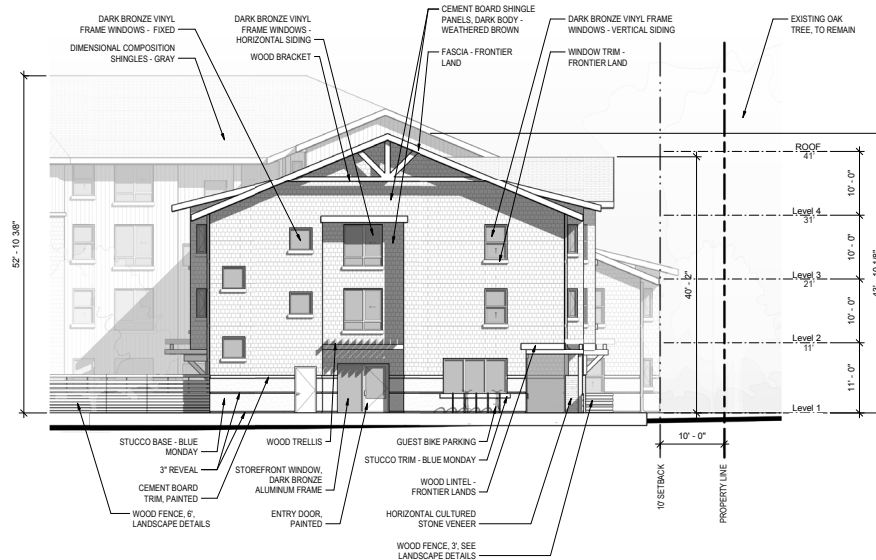 DARK BRONZE VINYL
FRAME WINDOWS - FIXED
DIMENSIONAL COMPOSITION
SHINGLES - GRAY
DARK BRONZE VINYL
FRAME WINDOWS -
HORIZONTAL SIDING
WOOD BRACKET
CEMENT BOARD SHINGLE
PANELS, DARK BODY -
WEATHERED BROWN
FASCIA - FRONTIER
LAND
DARK BRONZE VINYL FRAME
WINDOWS - VERTICAL SIDING
WINDOW TRIM -
FRONTIER LAND
EXISTING OAK
TREE, TO REMAIN
52' - 10 3/8"
40' - 2"
ROOF
41'
10' - 0"
Level 4
31'
10' - 0"
Level 3
21'
10' - 0"
Level 2
11'
11' - 0"
Level 1
10' - 0"
10' SETBACK
PROPERTY LINE
STUCCO BASE - BLUE
MONDAY
3" REVEAL
CEMENT BOARD
TRIM, PAINTED
WOOD FENCE, 6',
LANDSCAPE DETAILS
WOOD TRELLIS
STOREFRONT WINDOW,
DARK BRONZE
ALUMINUM FRAME
ENTRY DOOR,
PAINTED
GUEST BIKE PARKING
STUCCO TRIM - BLUE MONDAY
WOOD LINTEL -
FRONTIER LANDS
HORIZONTAL CULTURED
STONE VENEER
WOOD FENCE, 3', SEE
LANDSCAPE DETAILS